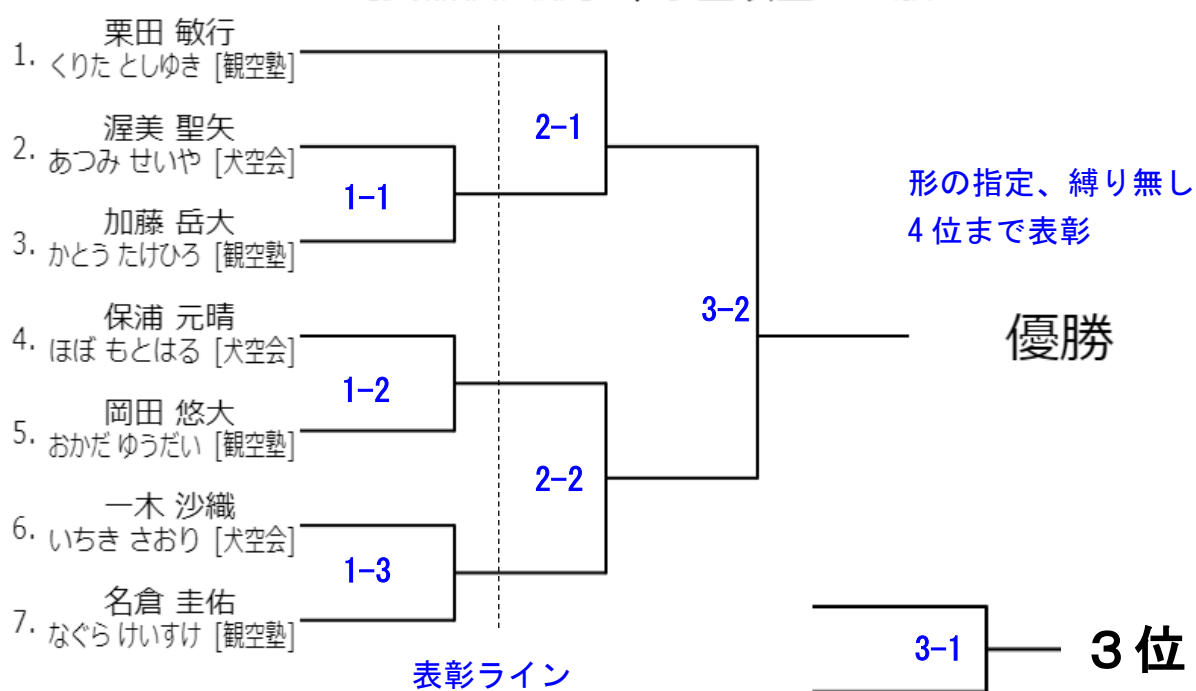 栗田 敏行
1. くりた としゆき [観空塾]
2-1
渥美 聖矢
2. あつみ せいや [犬空会]
形の指定、縛り無し
1-1
4位まで表彰
加藤 岳大
3. かとう たけひろ [観空塾]
保浦 元晴
3-2
4. ほぼ もとはる [犬空会]
優勝
1-2
岡田 悠大
5. おかだ ゆうだい [観空塾]
2-2
一木 沙織
6. いちき さおり [犬空会]
1-3
名倉 圭佑
7. なぐら けいすけ [観空塾]
3-1
3位
表彰ライン